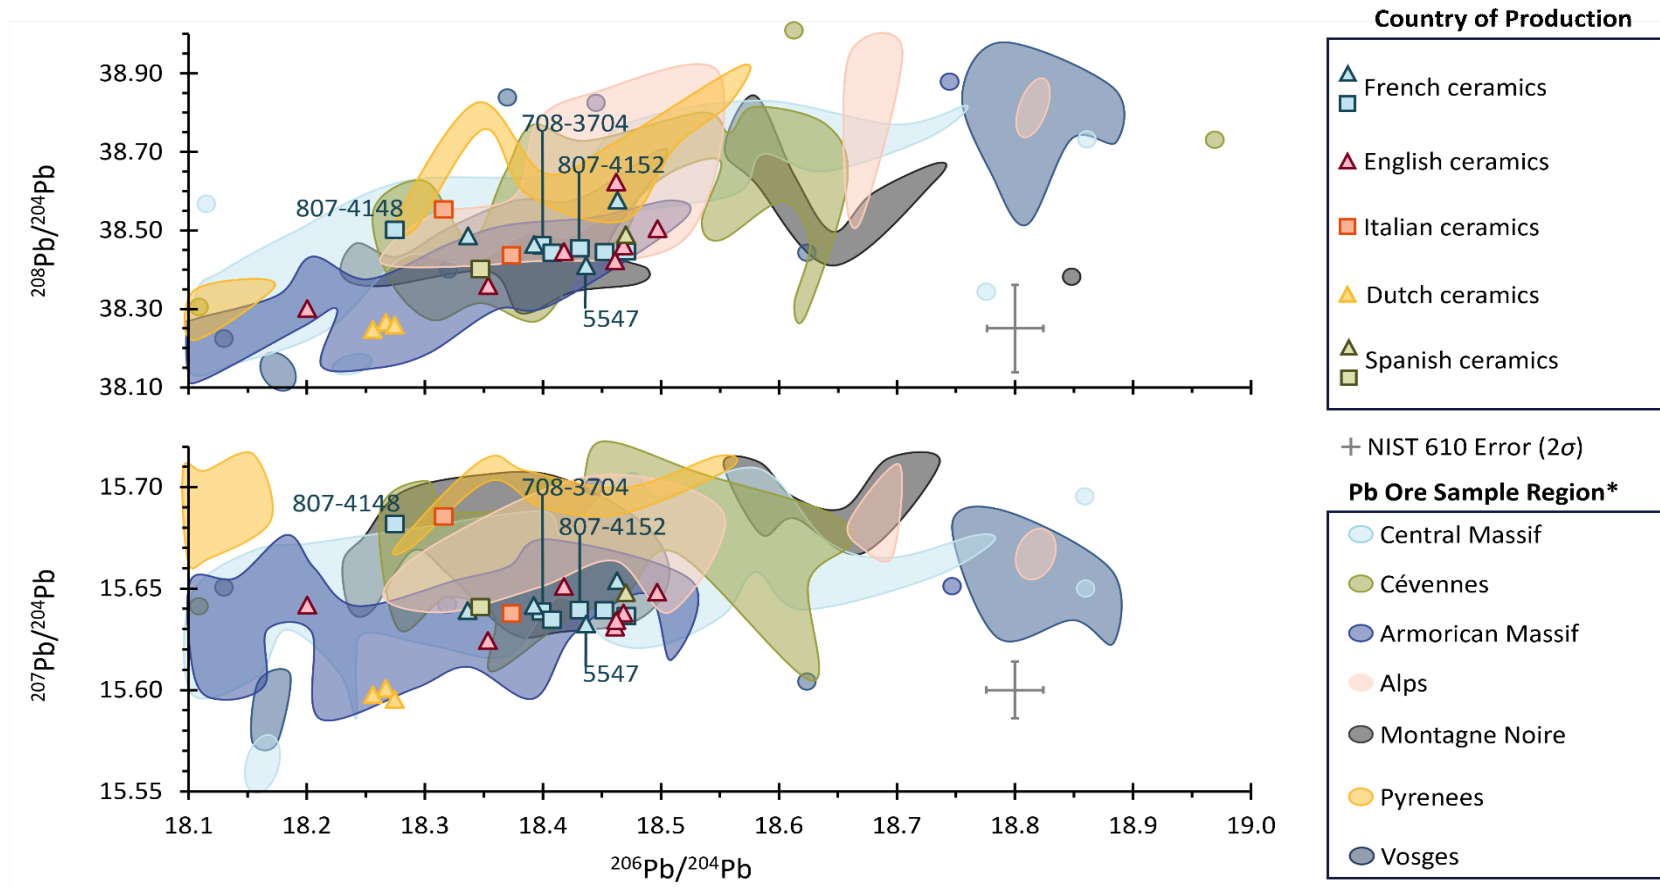 Country of Production
French ceramics
English ceramics
Italian ceramics
Dutch ceramics
Spanish ceramics
NIST 610 Error (2σ)
Pb Ore Sample Region*
Central Massif
Cévennes
Armorican Massif
Alps
Montagne Noire
Pyrenees
Vosges
²⁰⁸Pb/²⁰⁴Pb
38.90
38.70
38.50
38.30
38.10
708-3704
807-4152
807-4148
5547
²⁰⁷Pb/²⁰⁴Pb
15.70
15.65
15.60
15.55
708-3704
807-4148
807-4152
5547
18.1 18.2 18.3 18.4 18.5 18.6 18.7 18.8 18.9 19.0
²⁰⁶Pb/²⁰⁴Pb